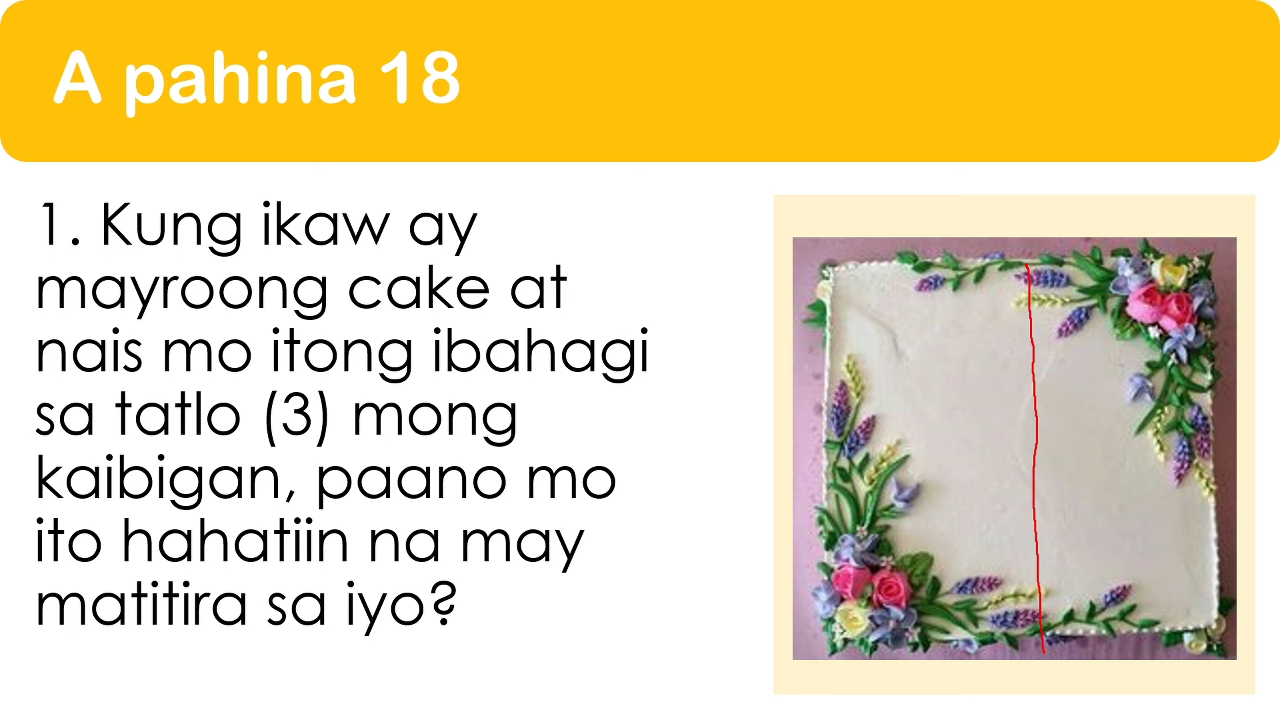 A pahina 18
1. Kung ikaw ay
mayroong cake at
nais mo itong ibahagi
sa tatlo (3) mong
kaibigan, paano mo
ito hahatiin na may
matitira sa iyo?